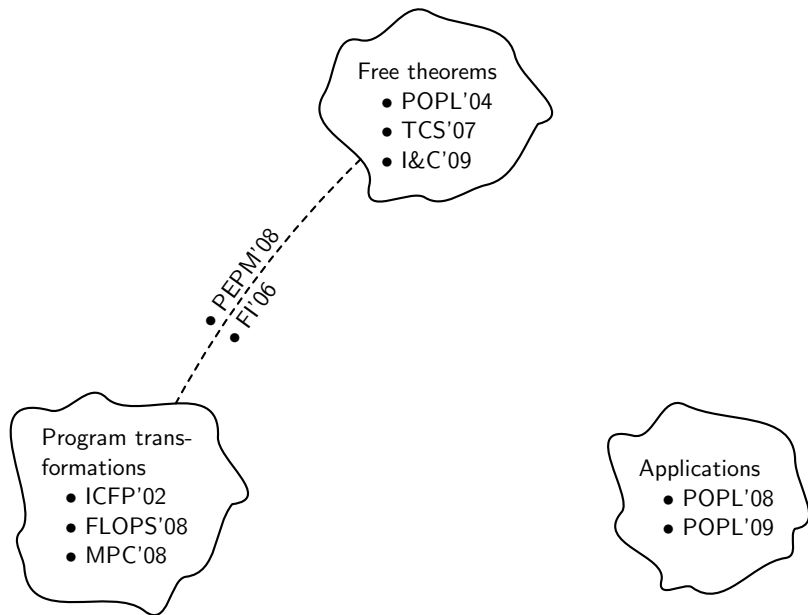 Free theorems
• POPL'04
• TCS'07
• I&C'09
• PEPM'08
• FI'06
Program trans-
formations
• ICFP'02
• FLOPS'08
• MPC'08
Applications
• POPL'08
• POPL'09